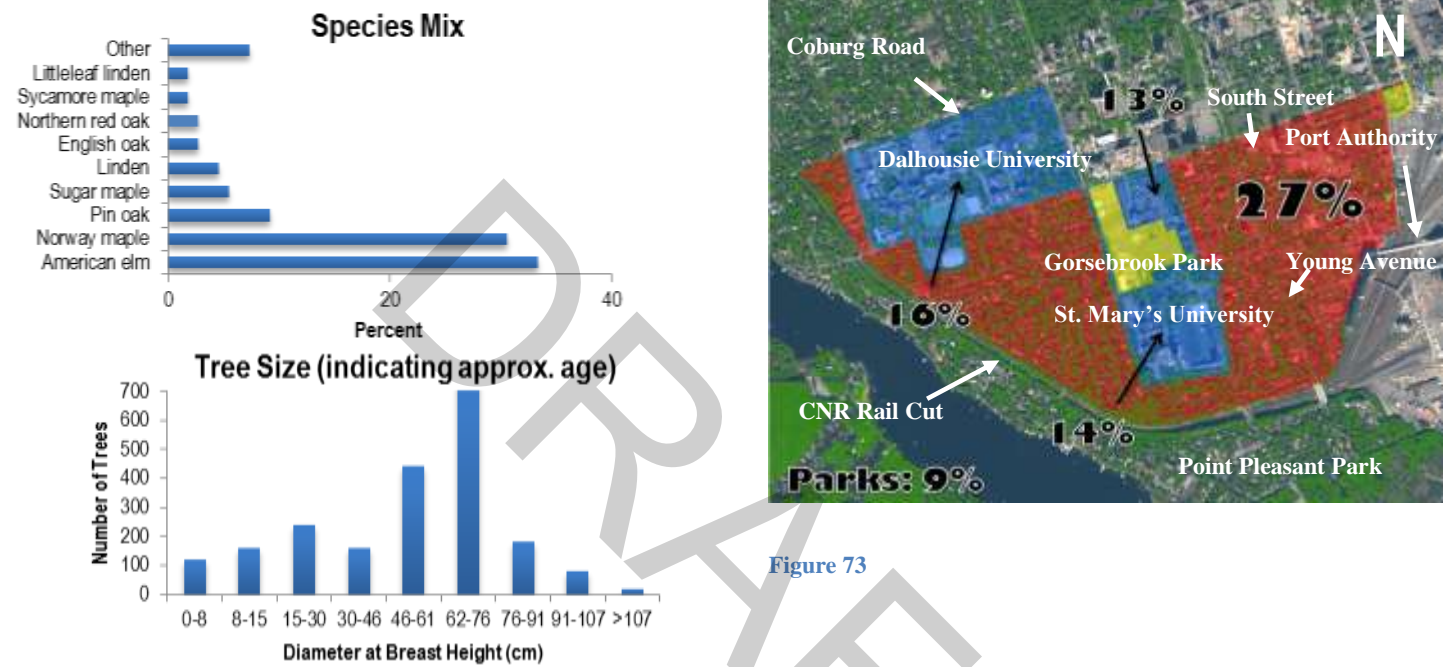 Species Mix
Other
Littleleaf linden
Sycamore maple
Northern red oak
English oak
Linden
Sugar maple
Pin oak
Norway maple
American elm
0
20
40
Percent
Tree Size (indicating approx. age)
Number of Trees
700
600
500
400
300
200
100
0
0-8
8-15
15-30
30-46
46-61
62-76
76-91
91-107
>107
Diameter at Breast Height (cm)
N
Coburg Road
13%
South Street
Port Authority
Dalhousie University
27%
Gorsebrook Park
Young Avenue
16%
St. Mary's University
CNR Rail Cut
14%
Point Pleasant Park
Parks: 9%
Figure 73
DRAF